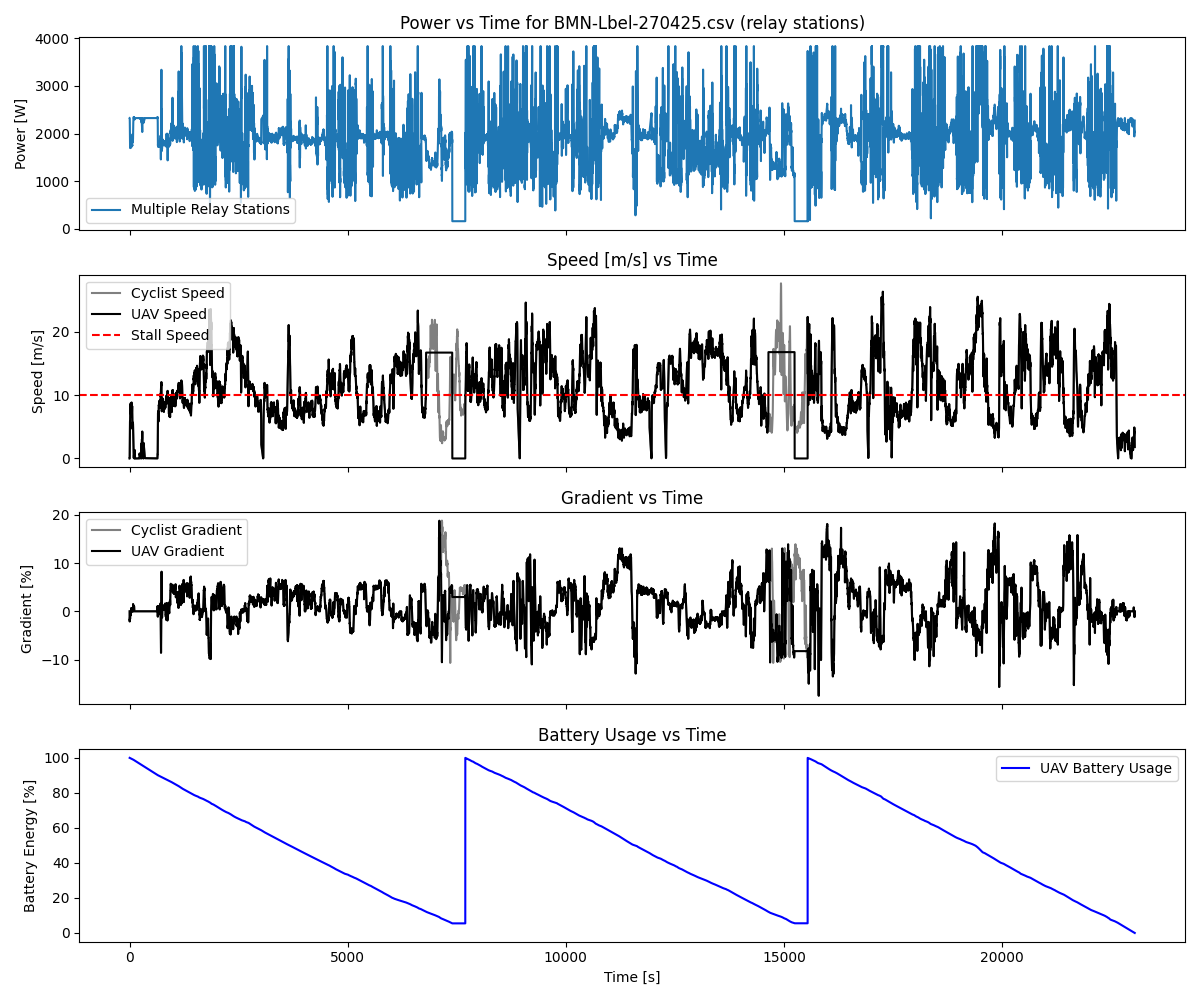 Power vs Time for BMN-Lbel-270425.csv (relay stations)
4000
3000
2000
1000
0
Power [W]
Multiple Relay Stations
Speed [m/s] vs Time
20
10
0
Speed [m/s]
Cyclist Speed
UAV Speed
Stall Speed
Gradient vs Time
20
10
0
−10
Gradient [%]
Cyclist Gradient
UAV Gradient
Battery Usage vs Time
100
80
60
40
20
0
Battery Energy [%]
UAV Battery Usage
0 5000 10000 15000 20000
Time [s]